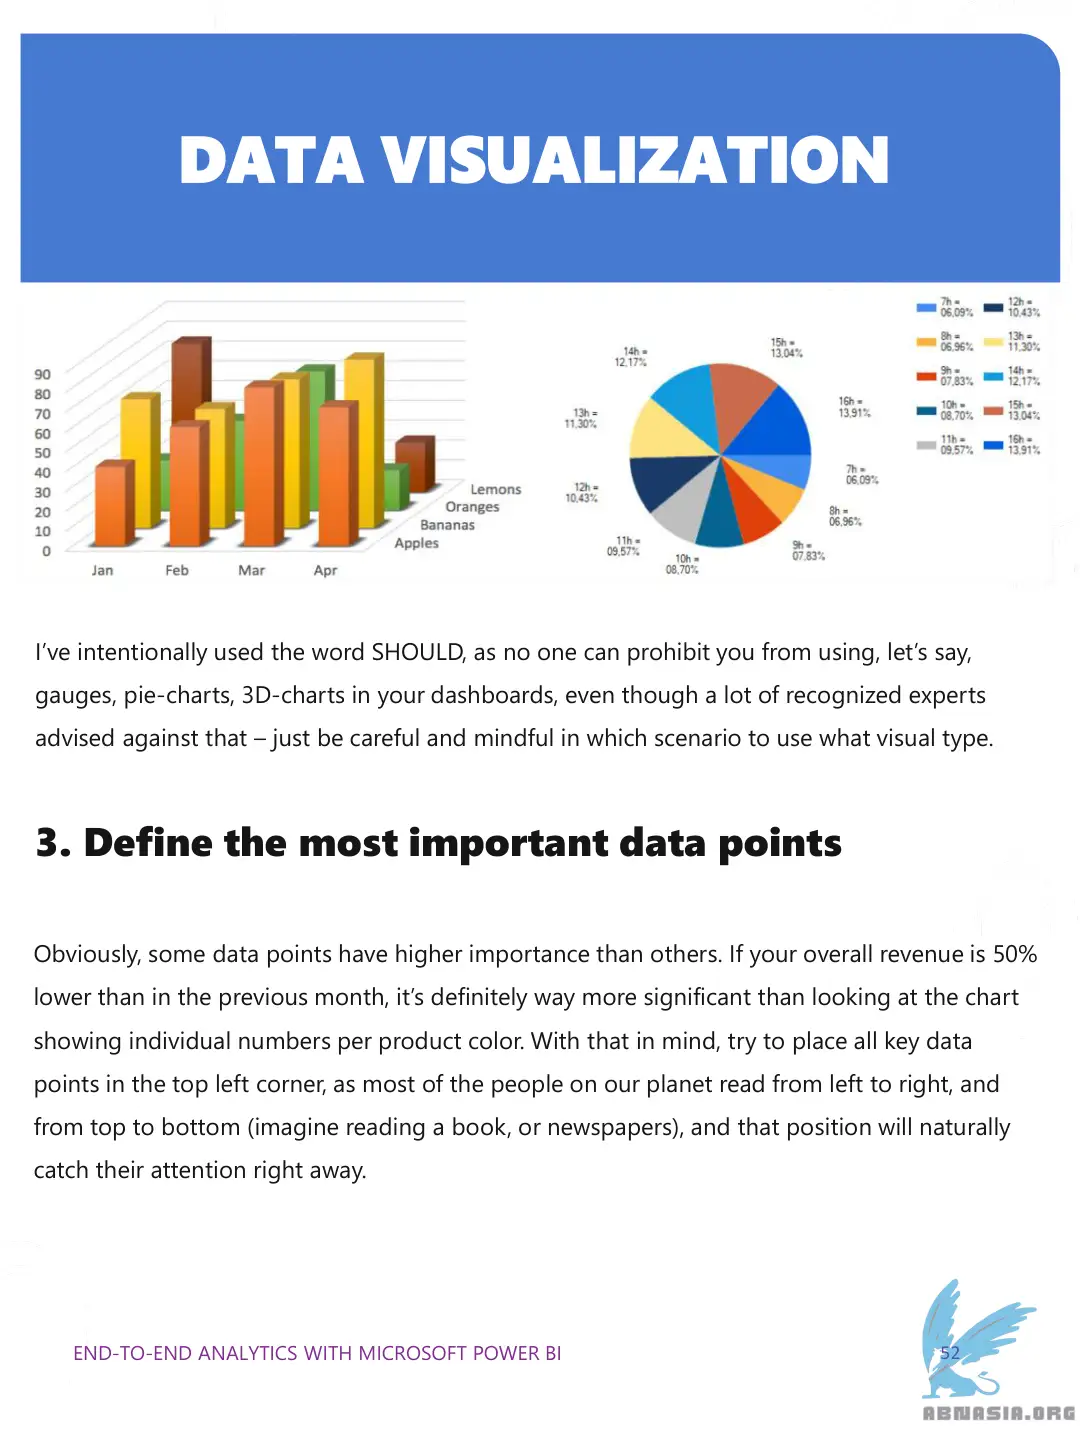 DATA VISUALIZATION
90
80
70
60
50
40
30
20
10
0
Jan
Feb
Mar
Apr
Lemons
Oranges
Bananas
Apples
14h =
12,17%
15h =
13,04%
13h =
11,30%
16h =
13,91%
12h =
10,43%
7h =
06,09%
11h =
09,57%
10h =
08,70%
9h =
07,83%
8h =
06,96%
7h =
06,09%
12h =
10,43%
8h =
06,96%
13h =
11,30%
9h =
07,83%
14h =
12,17%
10h =
08,70%
15h =
13,04%
11h =
09,57%
16h =
13,91%
I’ve intentionally used the word SHOULD, as no one can prohibit you from using, let’s say,
gauges, pie-charts, 3D-charts in your dashboards, even though a lot of recognized experts
advised against that – just be careful and mindful in which scenario to use what visual type.
3. Define the most important data points
Obviously, some data points have higher importance than others. If your overall revenue is 50%
lower than in the previous month, it’s definitely way more significant than looking at the chart
showing individual numbers per product color. With that in mind, try to place all key data
points in the top left corner, as most of the people on our planet read from left to right, and
from top to bottom (imagine reading a book, or newspapers), and that position will naturally
catch their attention right away.
END-TO-END ANALYTICS WITH MICROSOFT POWER BI
52
ABNASIA.ORG